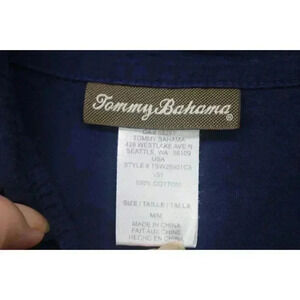 Tommy Bahama
®
TOMMY BAHAMA
428 WESTLAKE AVE N
SEATTLE, WA 98109
USA
100% COTTON
SIZE / TAILLE / TALLA
M/M
MADE IN CHINA
FAIT AUX CHINE
HECHO EN CHINA